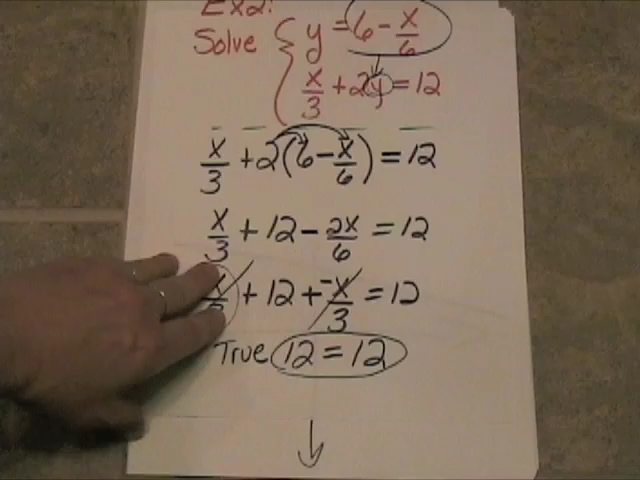 Ex2:
Solve { y = 6 - x/6
x/3 + 2y = 12
x/3 + 2(6 - x/6) = 12
x/3 + 12 - 2x/6 = 12
x/3 + 12 + -x/3 = 12
True 12 = 12